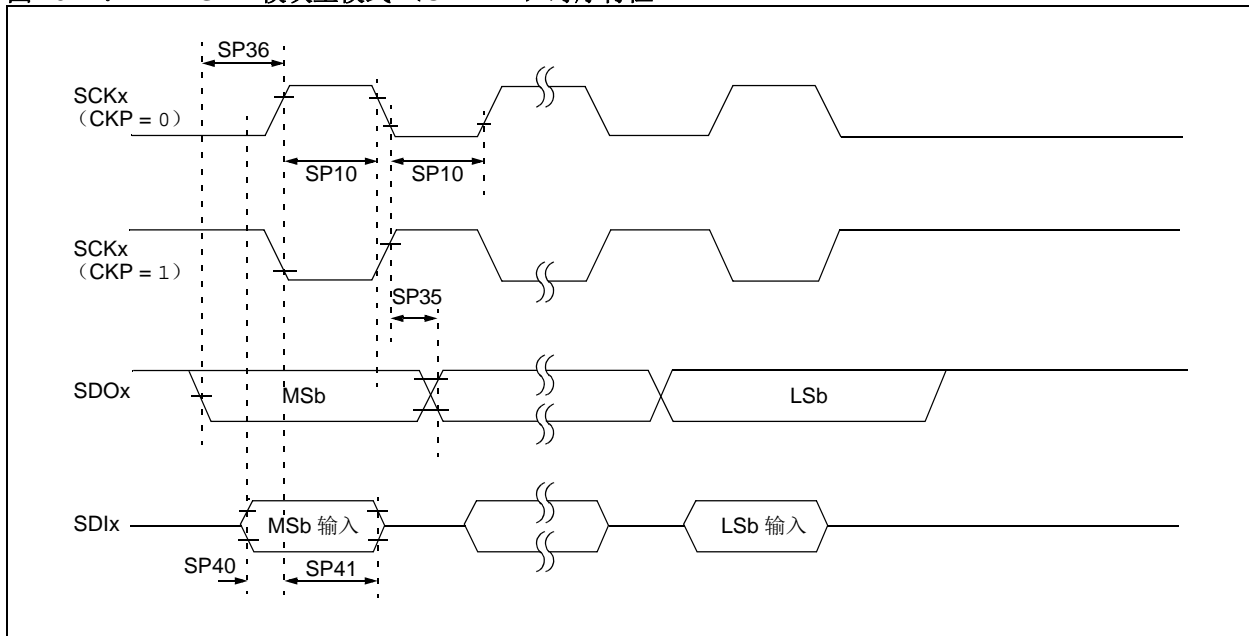 SP36
SCKx
（CKP = 0）
SP10
SP10
SCKx
（CKP = 1）
SP35
SDOx
MSb
LSb
SDIx
MSb 输入
LSb 输入
SP40
SP41